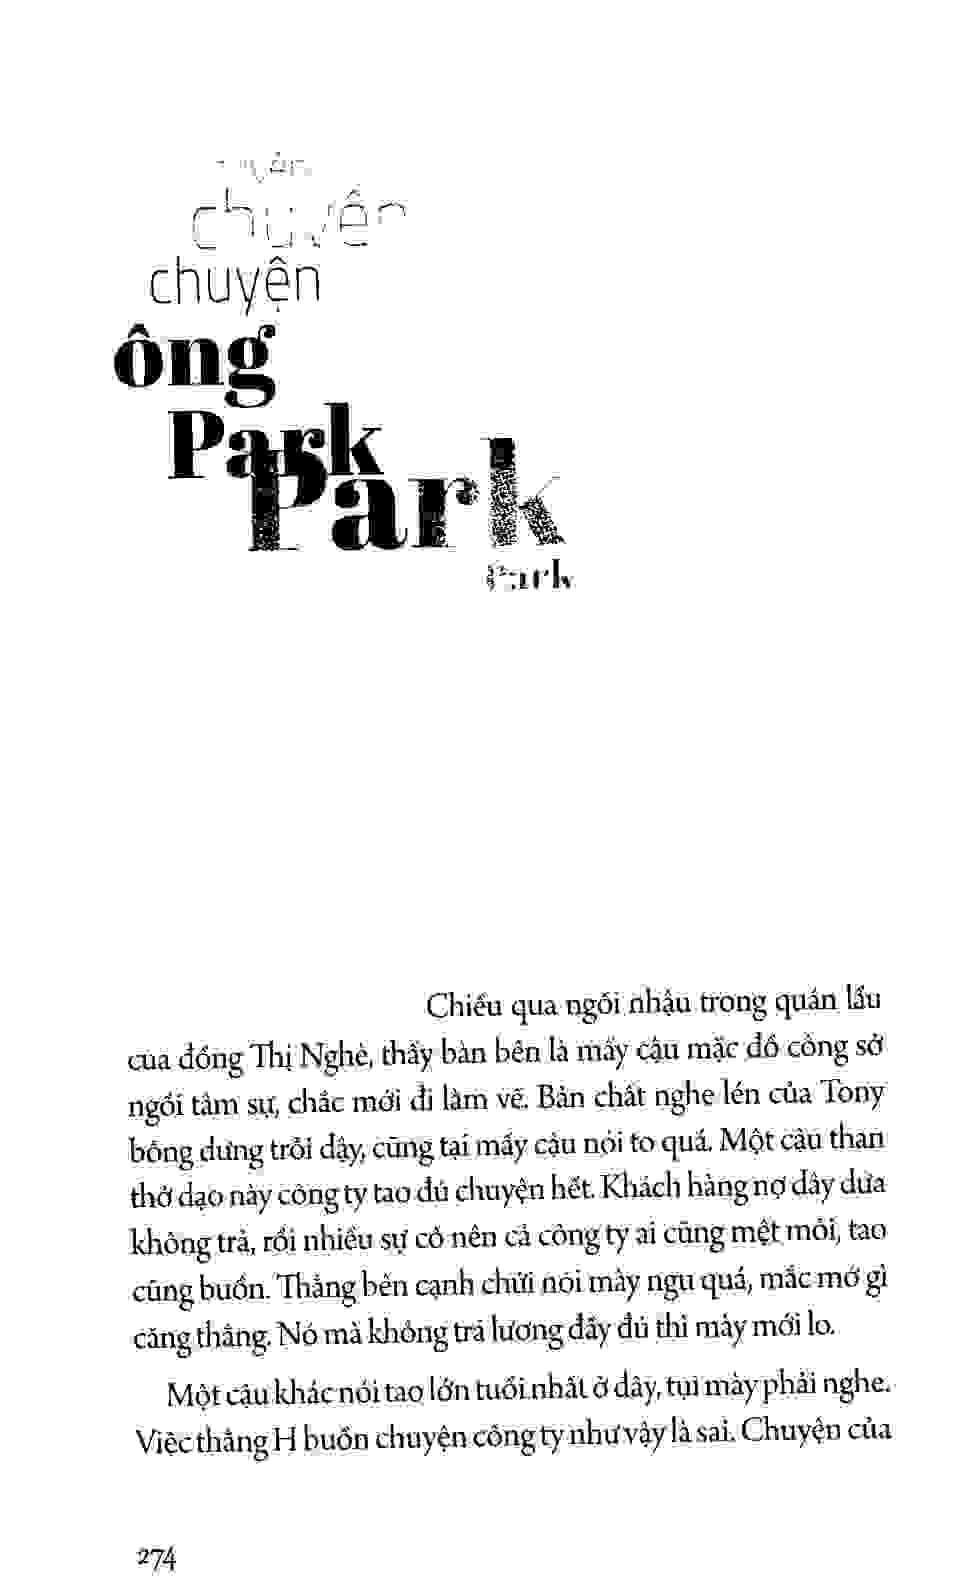 chuyện
chuyện
ông
Park
Park
Park
Chiều qua ngồi nhậu trong quán lẩu
của đồng Thị Nghè, thấy bàn bên là mấy cậu mặc đồ công sở
ngồi tâm sự, chắc mới đi làm về. Bản chất nghe lén của Tony
bỗng dưng trỗi dậy, cũng tại mấy cậu nói to quá. Một cậu than
thở dạo này công ty tao đủ chuyện hết. Khách hàng nợ dây dưa
không trả, rồi nhiều sự cố nên cả công ty ai cũng mệt mỏi, tao
cũng buồn. Thằng bên cạnh chửi nói mày ngu quá, mắc mớ gì
căng thẳng. Nó mà không trả lương đầy đủ thì mày mới lo.
Một cậu khác nói tao lớn tuổi nhất ở đây, tụi mày phải nghe.
Việc thằng H buồn chuyện công ty như vậy là sai. Chuyện của
274